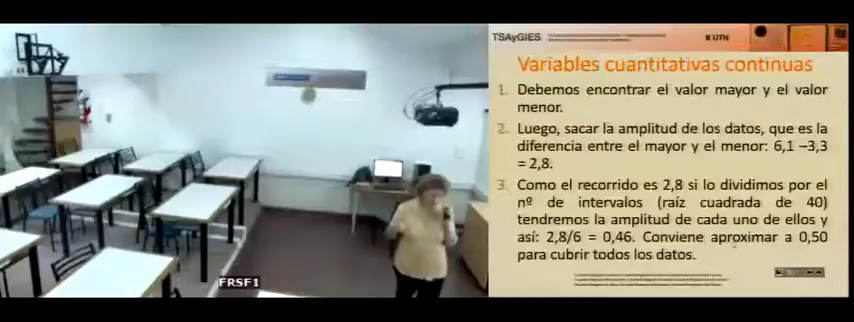 TSAyGIES
UTN
Variables cuantitativas continuas
1. Debemos encontrar el valor mayor y el valor
menor.
2. Luego, sacar la amplitud de los datos, que es la
diferencia entre el mayor y el menor: 6,1 –3,3
= 2,8.
3. Como el recorrido es 2,8 si lo dividimos por el
nº de intervalos (raíz cuadrada de 40)
tendremos la amplitud de cada uno de ellos y
así: 2,8/6 = 0,46. Conviene aproximar a 0,50
para cubrir todos los datos.
FRSF1